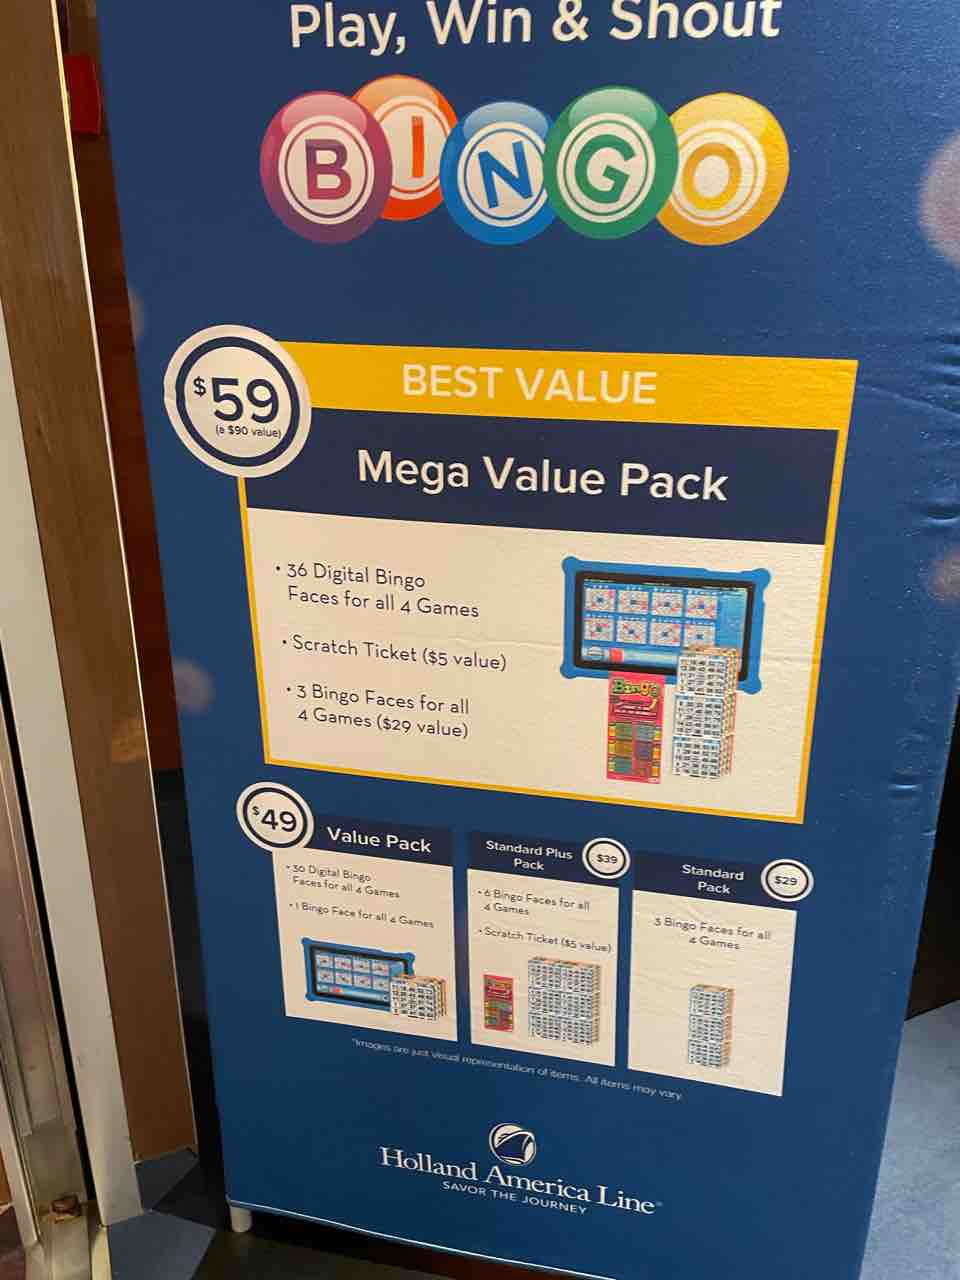 Play, Win & Shout
BINGO
$59
(a $90 value)
BEST VALUE
Mega Value Pack
• 36 Digital Bingo
Faces for all 4 Games
• Scratch Ticket ($5 value)
• 3 Bingo Faces for all
4 Games ($29 value)
Bingo
$49
Value Pack
• 30 Digital Bingo
Faces for all 4 Games
• 1 Bingo Face for all 4 Games
Standard Plus
Pack
$39
• 6 Bingo Faces for all
4 Games
• Scratch Ticket ($5 value)
Standard
Pack
$29
3 Bingo Faces for all
4 Games
*Images are just visual representation of items. All items may vary.
Holland America Line®
SAVOR THE JOURNEY